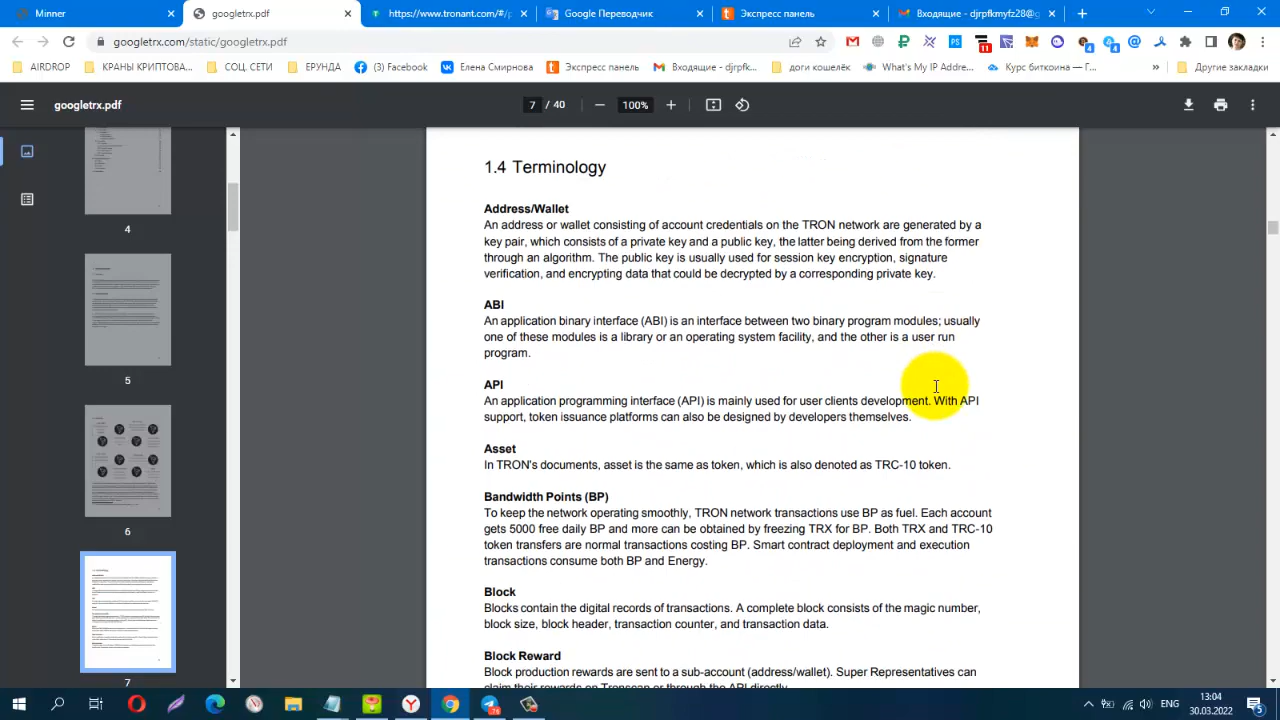 Minner
googletrx.pdf
https://www.tronant.com/#/p
Google Переводчик
Экспресс панель
Входящие - djrpfkmyfz28@g
googletrx.com/static/googletrx.pdf
11
4
4
AIRDROP
КРАНЫ КРИПТОВА...
СОЦ. СЕТИ
ЕРУНДА
(3) Facebook
Елена Смирнова
Экспресс панель
Входящие - djrpfk...
доги кошелёк
What's My IP Addre...
Курс биткоина — Г...
»
Другие закладки
googletrx.pdf
7 / 40
100%
4
5
6
7
1.4 Terminology
Address/Wallet
An address or wallet consisting of account credentials on the TRON network are generated by a
key pair, which consists of a private key and a public key, the latter being derived from the former
through an algorithm. The public key is usually used for session key encryption, signature
verification, and encrypting data that could be decrypted by a corresponding private key.
ABI
An application binary interface (ABI) is an interface between two binary program modules; usually
one of these modules is a library or an operating system facility, and the other is a user run
program.
API
An application programming interface (API) is mainly used for user clients development. With API
support, token issuance platforms can also be designed by developers themselves.
Asset
In TRON's documents, asset is the same as token, which is also denoted as TRC-10 token.
Bandwidth Points (BP)
To keep the network operating smoothly, TRON network transactions use BP as fuel. Each account
gets 5000 free daily BP and more can be obtained by freezing TRX for BP. Both TRX and TRC-10
token transfers are normal transactions costing BP. Smart contract deployment and execution
transactions consume both BP and Energy.
Block
Blocks contain the digital records of transactions. A complete block consists of the magic number,
block size, block header, transaction counter, and transaction data.
Block Reward
Block production rewards are sent to a sub-account (address/wallet). Super Representatives can
claim their rewards on Tronscan or through the API directly.
ENG
13:04
30.03.2022